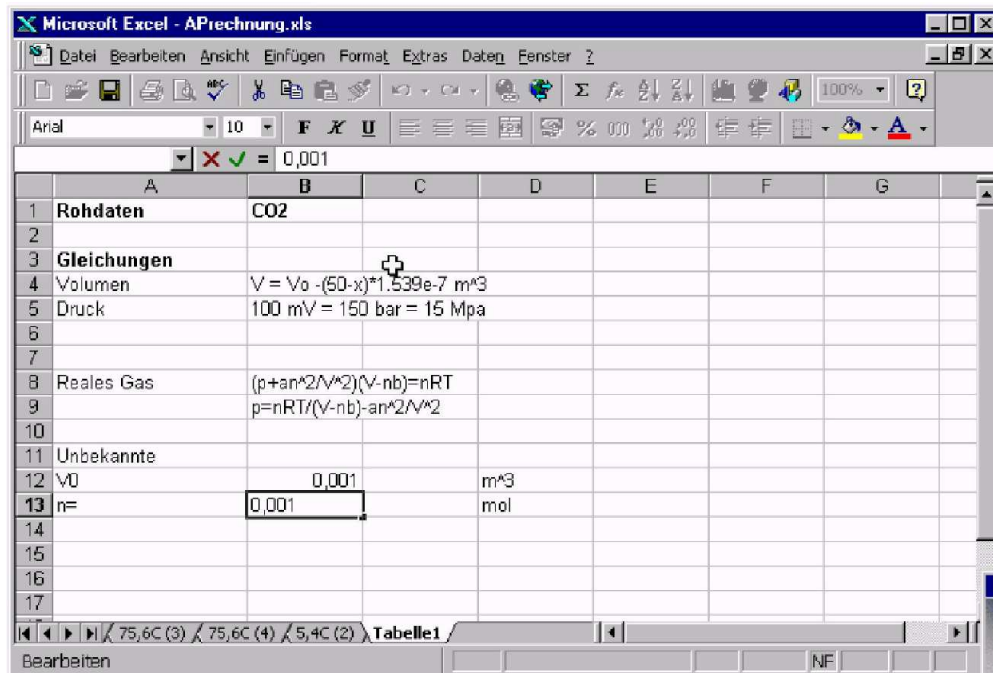 Microsoft Excel - APrechnung.xls
Datei Bearbeiten Ansicht Einfügen Format Extras Daten Fenster ?
100%
Arial 10 F K U % 000
= 0,001
A B C D E F G
1 Rohdaten CO2
2
3 Gleichungen
4 Volumen V = Vo -(50-x)*1.539e-7 m^3
5 Druck 100 mV = 150 bar = 15 Mpa
6
7
8 Reales Gas (p+an^2/V^2)(V-nb)=nRT
9 p=nRT/(V-nb)-an^2/V^2
10
11 Unbekannte
12 V0 0,001 m^3
13 n= 0,001 mol
14
15
16
17
75,6C (3) 75,6C (4) 5,4C (2) Tabelle1
Bearbeiten NF